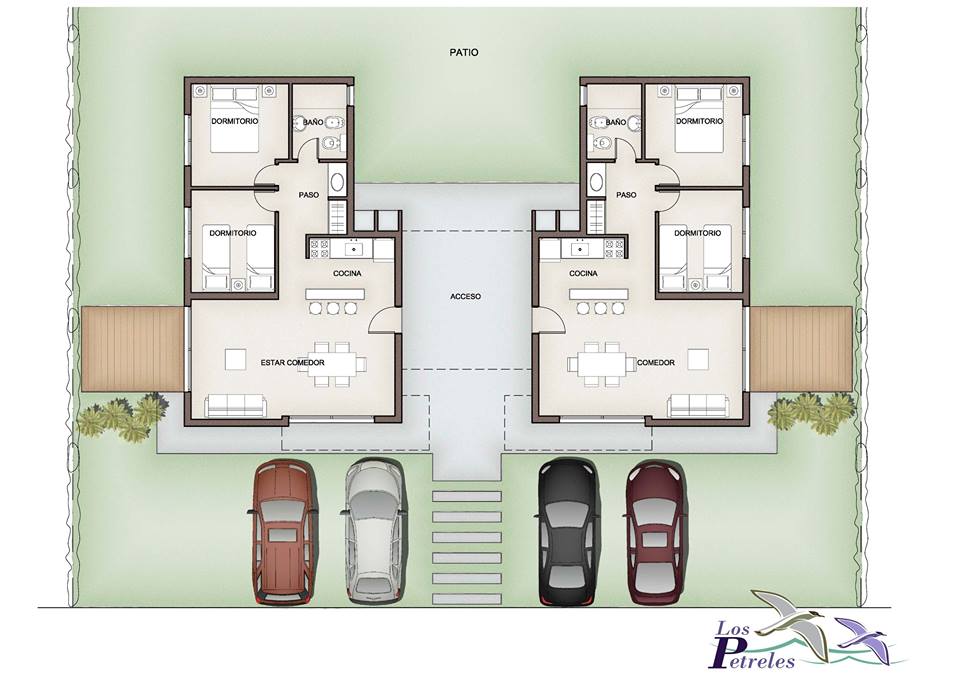 PATIO
DORMITORIO
BAÑO
BAÑO
DORMITORIO
PASO
PASO
DORMITORIO
DORMITORIO
COCINA
COCINA
ACCESO
ESTAR COMEDOR
COMEDOR
Los
Petreles